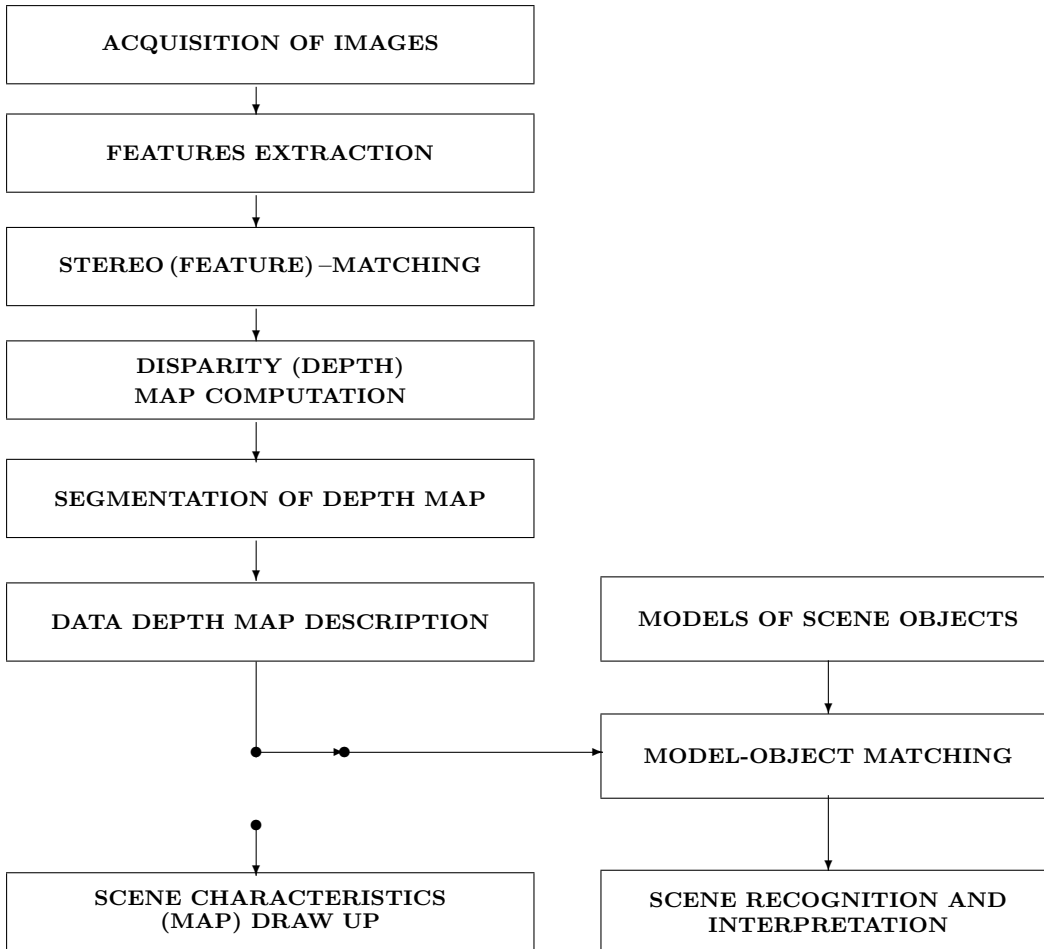 ACQUISITION OF IMAGES
FEATURES EXTRACTION
STEREO (FEATURE) –MATCHING
DISPARITY (DEPTH)
MAP COMPUTATION
SEGMENTATION OF DEPTH MAP
DATA DEPTH MAP DESCRIPTION
MODELS OF SCENE OBJECTS
MODEL-OBJECT MATCHING
SCENE CHARACTERISTICS
(MAP) DRAW UP
SCENE RECOGNITION AND
INTERPRETATION